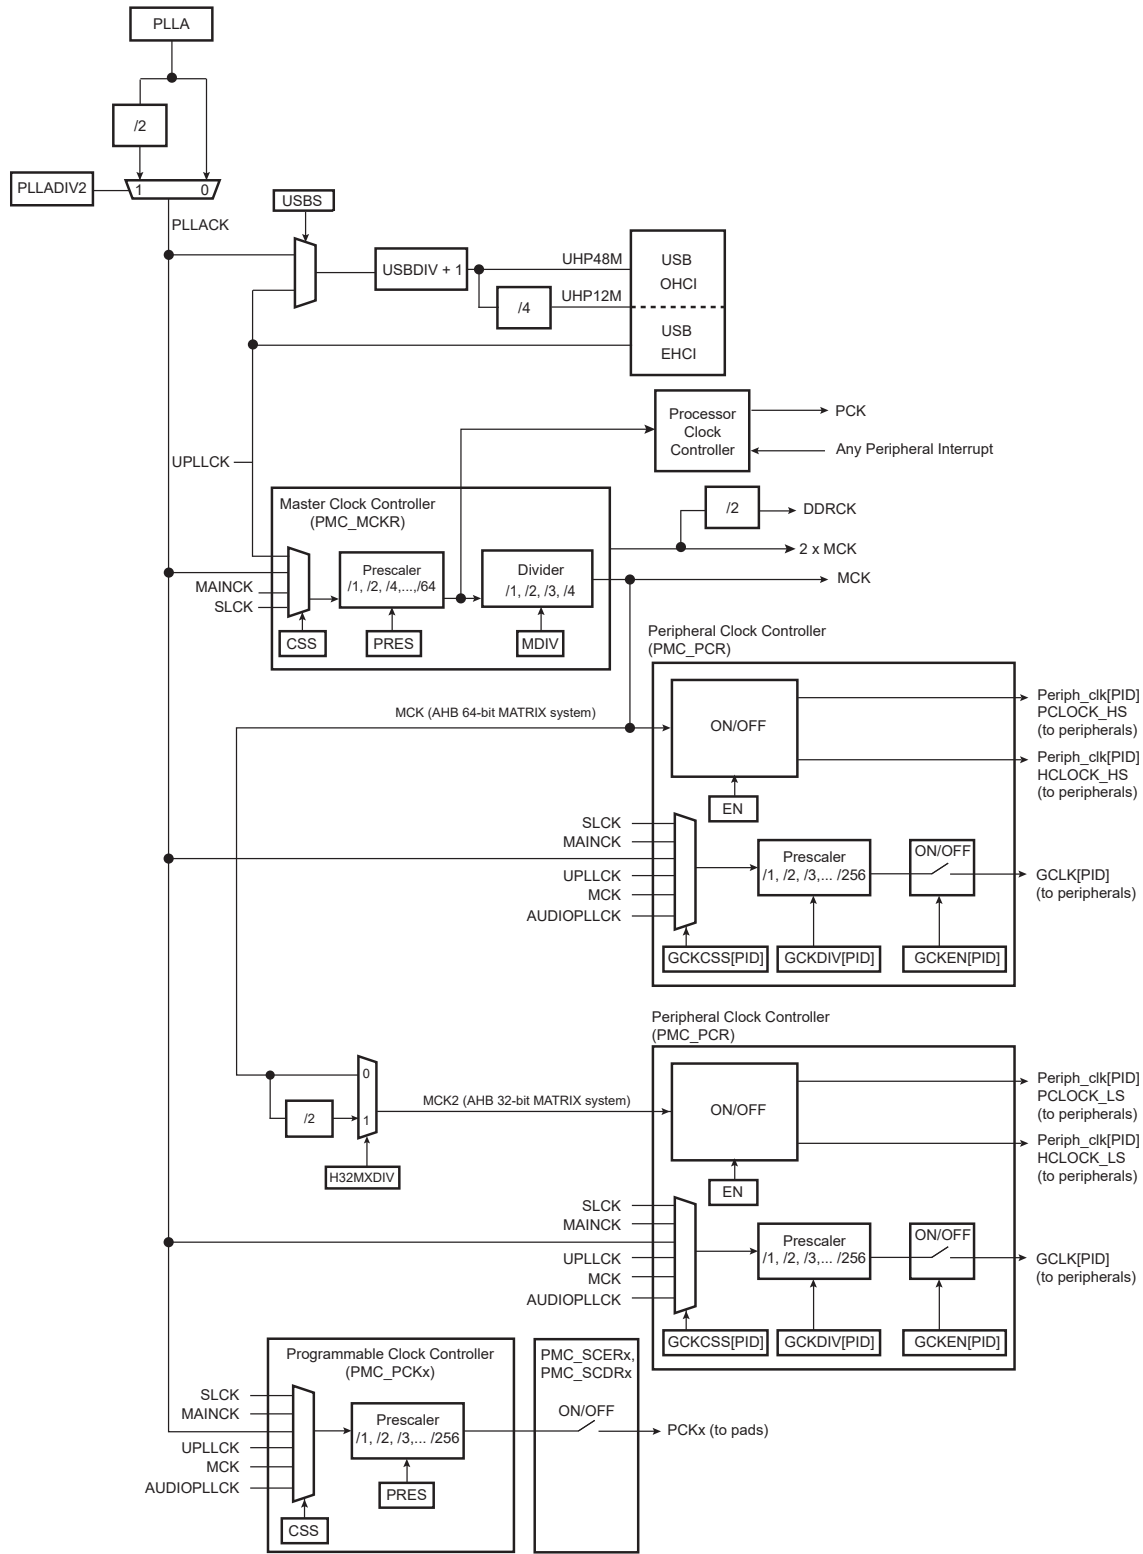 PLLA
/2
PLLADIV2
1
0
PLLACK
USBS
USBDIV + 1
UHP48M
/4
UHP12M
USB
OHCI
USB
EHCI
Processor
Clock
Controller
PCK
Any Peripheral Interrupt
UPLLCK
Master Clock Controller
(PMC_MCKR)
/2
DDRCK
2 x MCK
MCK
MAINCK
SLCK
Prescaler
/1, /2, /4,...,/64
Divider
/1, /2, /3, /4
CSS
PRES
MDIV
Peripheral Clock Controller
(PMC_PCR)
MCK (AHB 64-bit MATRIX system)
ON/OFF
Periph_clk[PID]
PCLOCK_HS
(to peripherals)
Periph_clk[PID]
HCLOCK_HS
(to peripherals)
EN
SLCK
MAINCK
UPLLCK
MCK
AUDIOPLLCK
Prescaler
/1, /2, /3,... /256
ON/OFF
GCLK[PID]
(to peripherals)
GCKCSS[PID]
GCKDIV[PID]
GCKEN[PID]
Peripheral Clock Controller
(PMC_PCR)
0
/2
1
H32MXDIV
MCK2 (AHB 32-bit MATRIX system)
ON/OFF
Periph_clk[PID]
PCLOCK_LS
(to peripherals)
Periph_clk[PID]
HCLOCK_LS
(to peripherals)
EN
SLCK
MAINCK
UPLLCK
MCK
AUDIOPLLCK
Prescaler
/1, /2, /3,... /256
ON/OFF
GCLK[PID]
(to peripherals)
GCKCSS[PID]
GCKDIV[PID]
GCKEN[PID]
Programmable Clock Controller
(PMC_PCKx)
PMC_SCERx,
PMC_SCDRx
SLCK
MAINCK
UPLLCK
MCK
AUDIOPLLCK
Prescaler
/1, /2, /3,... /256
ON/OFF
PCKx (to pads)
PRES
CSS